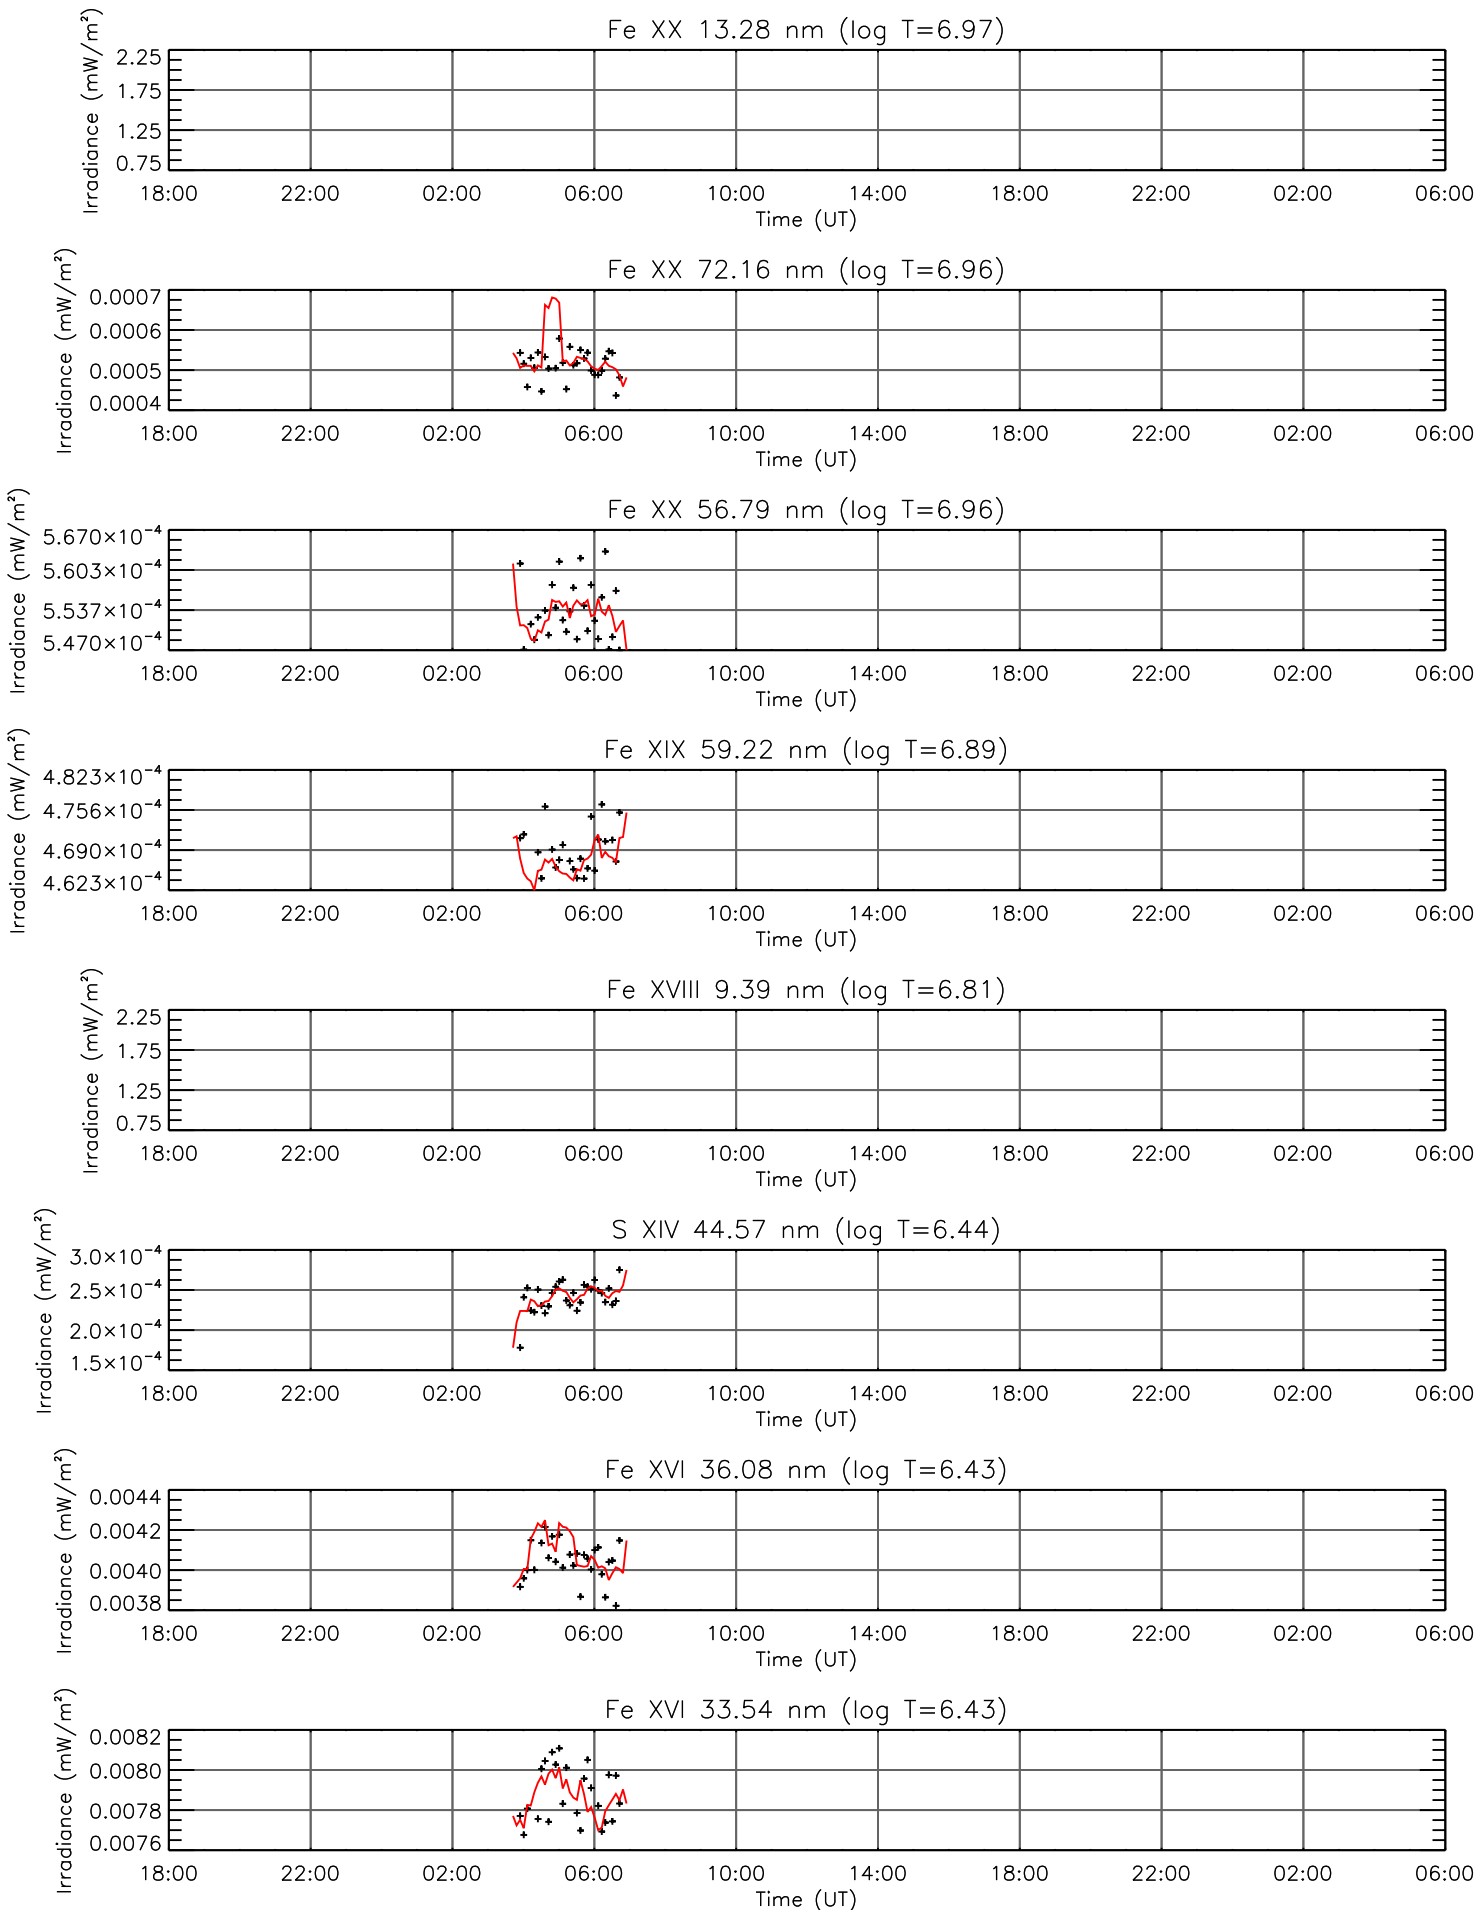 Fe XX 13.28 nm (log T=6.97)
Irradiance (mW/m²)
2.25
1.75
1.25
0.75
18:00 22:00 02:00 06:00 10:00 14:00 18:00 22:00 02:00 06:00
Time (UT)
Fe XX 72.16 nm (log T=6.96)
Irradiance (mW/m²)
0.0007
0.0006
0.0005
0.0004
18:00 22:00 02:00 06:00 10:00 14:00 18:00 22:00 02:00 06:00
Time (UT)
Fe XX 56.79 nm (log T=6.96)
Irradiance (mW/m²)
5.670×10⁻⁴
5.603×10⁻⁴
5.537×10⁻⁴
5.470×10⁻⁴
18:00 22:00 02:00 06:00 10:00 14:00 18:00 22:00 02:00 06:00
Time (UT)
Fe XIX 59.22 nm (log T=6.89)
Irradiance (mW/m²)
4.823×10⁻⁴
4.756×10⁻⁴
4.690×10⁻⁴
4.623×10⁻⁴
18:00 22:00 02:00 06:00 10:00 14:00 18:00 22:00 02:00 06:00
Time (UT)
Fe XVIII 9.39 nm (log T=6.81)
Irradiance (mW/m²)
2.25
1.75
1.25
0.75
18:00 22:00 02:00 06:00 10:00 14:00 18:00 22:00 02:00 06:00
Time (UT)
S XIV 44.57 nm (log T=6.44)
Irradiance (mW/m²)
3.0×10⁻⁴
2.5×10⁻⁴
2.0×10⁻⁴
1.5×10⁻⁴
18:00 22:00 02:00 06:00 10:00 14:00 18:00 22:00 02:00 06:00
Time (UT)
Fe XVI 36.08 nm (log T=6.43)
Irradiance (mW/m²)
0.0044
0.0042
0.0040
0.0038
18:00 22:00 02:00 06:00 10:00 14:00 18:00 22:00 02:00 06:00
Time (UT)
Fe XVI 33.54 nm (log T=6.43)
Irradiance (mW/m²)
0.0082
0.0080
0.0078
0.0076
18:00 22:00 02:00 06:00 10:00 14:00 18:00 22:00 02:00 06:00
Time (UT)